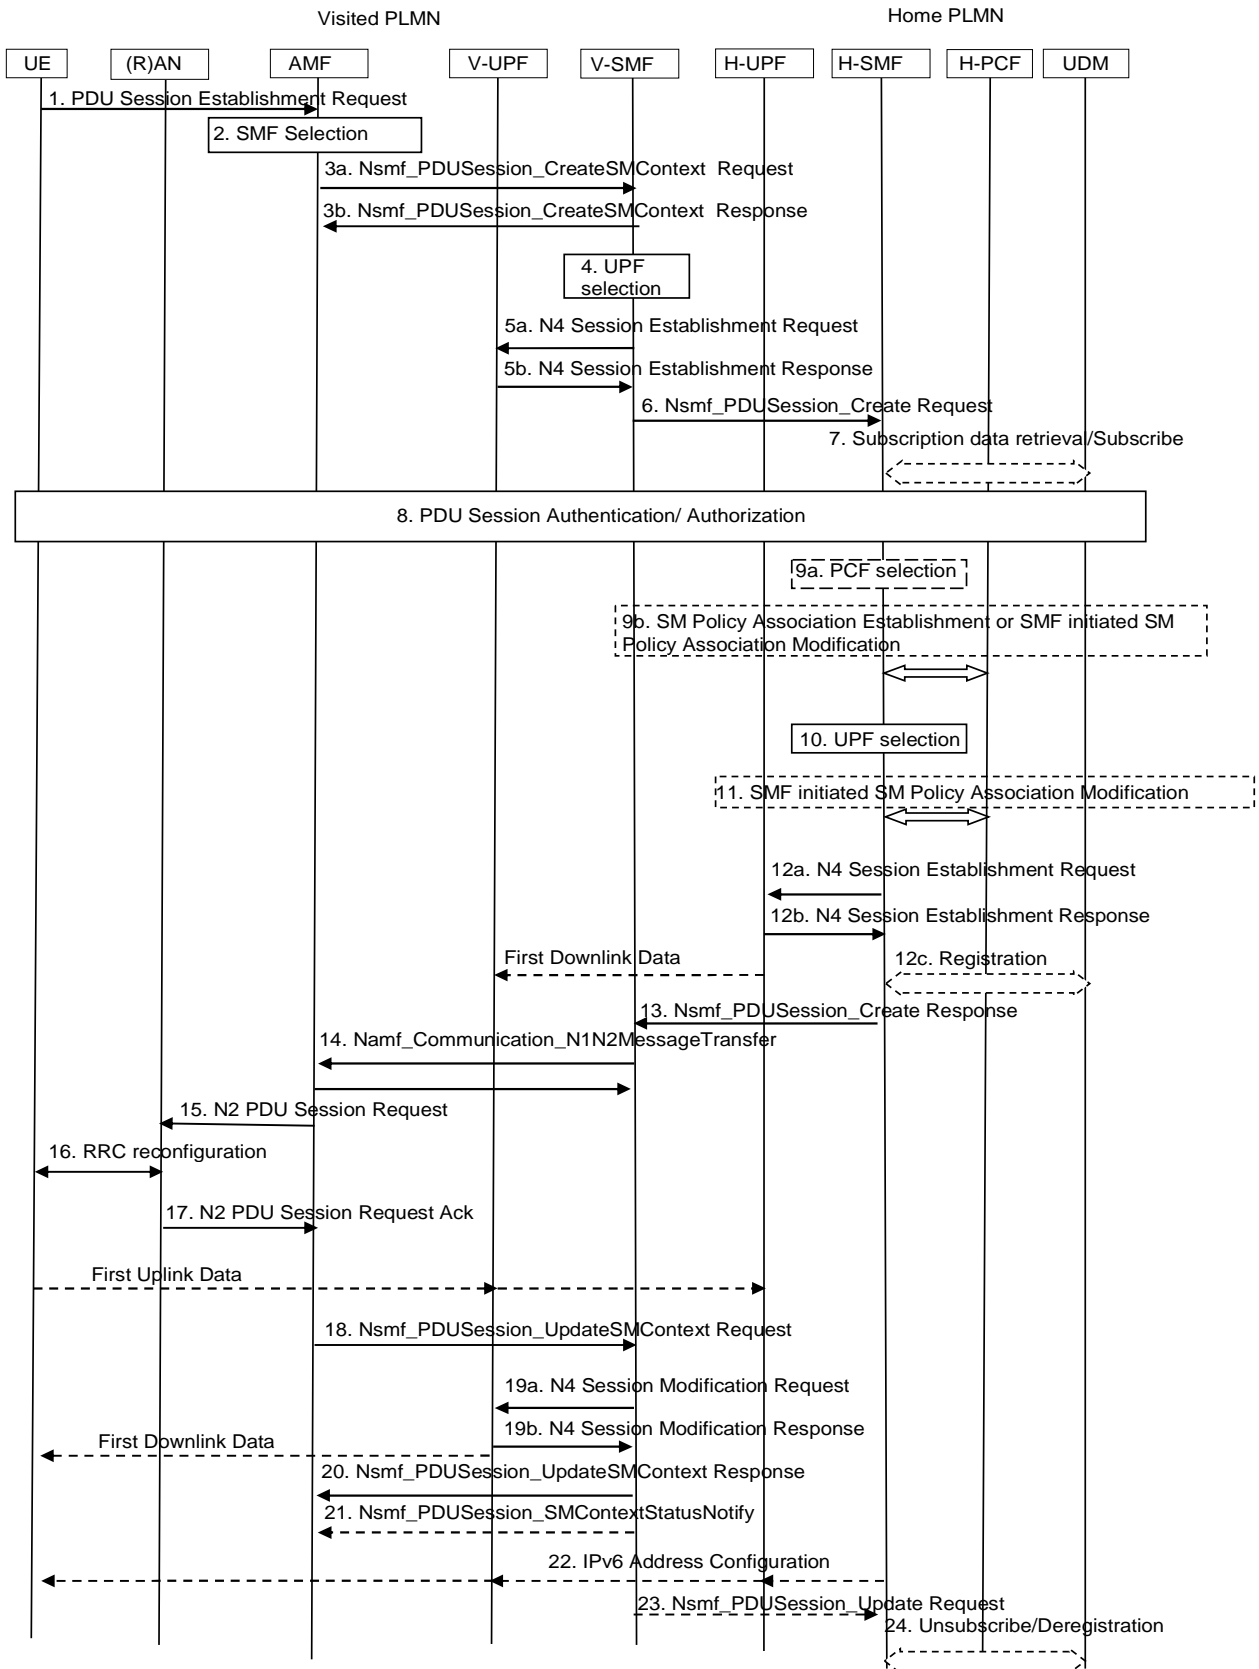 Visited PLMN
Home PLMN
UE
(R)AN
AMF
V-UPF
V-SMF
H-UPF
H-SMF
H-PCF
UDM
1. PDU Session Establishment Request
2. SMF Selection
3a. Nsmf_PDUSession_CreateSMContext Request
3b. Nsmf_PDUSession_CreateSMContext Response
4. UPF
selection
5a. N4 Session Establishment Request
5b. N4 Session Establishment Response
6. Nsmf_PDUSession_Create Request
7. Subscription data retrieval/Subscribe
8. PDU Session Authentication/ Authorization
9a. PCF selection
9b. SM Policy Association Establishment or SMF initiated SM
Policy Association Modification
10. UPF selection
11. SMF initiated SM Policy Association Modification
12a. N4 Session Establishment Request
12b. N4 Session Establishment Response
First Downlink Data
12c. Registration
13. Nsmf_PDUSession_Create Response
14. Namf_Communication_N1N2MessageTransfer
15. N2 PDU Session Request
16. RRC reconfiguration
17. N2 PDU Session Request Ack
First Uplink Data
18. Nsmf_PDUSession_UpdateSMContext Request
19a. N4 Session Modification Request
19b. N4 Session Modification Response
First Downlink Data
20. Nsmf_PDUSession_UpdateSMContext Response
21. Nsmf_PDUSession_SMContextStatusNotify
22. IPv6 Address Configuration
23. Nsmf_PDUSession_Update Request
24. Unsubscribe/Deregistration